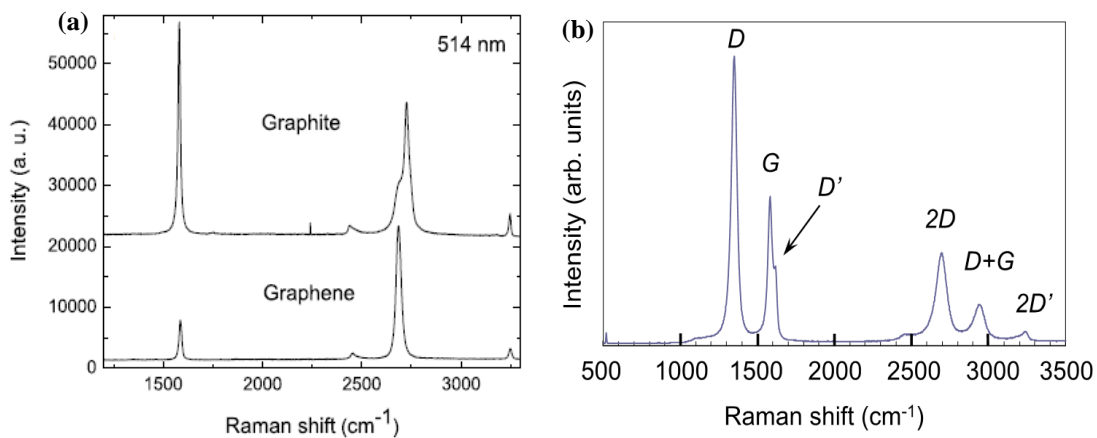 (a)
514 nm
Graphite
Graphene
50000
40000
30000
20000
10000
0
Intensity (a. u.)
1500 2000 2500 3000
Raman shift (cm-1)
(b)
D
G
D’
2D
D+G
2D’
Intensity (arb. units)
500 1000 1500 2000 2500 3000 3500
Raman shift (cm-1)